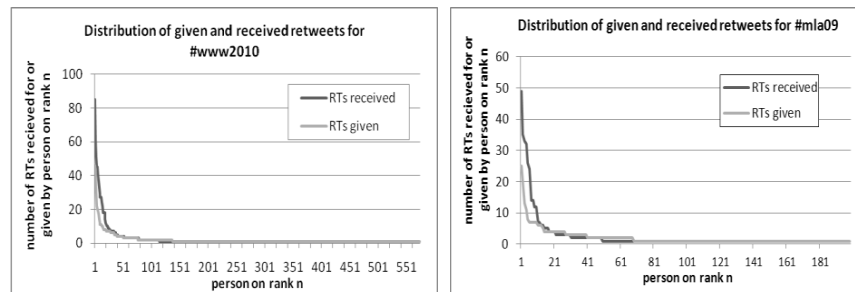 Distribution of given and received retweets for
#www2010
number of RTs recieved for or
given by person on rank n
100
80
60
40
20
0
RTs received
RTs given
1 51 101 151 201 251 301 351 401 451 501 551
person on rank n
Distribution of given and received retweets for #mla09
number of RTs recieved for or
given by person on rank n
60
50
40
30
20
10
0
RTs received
RTs given
1 21 41 61 81 101 121 141 161 181
person on rank n